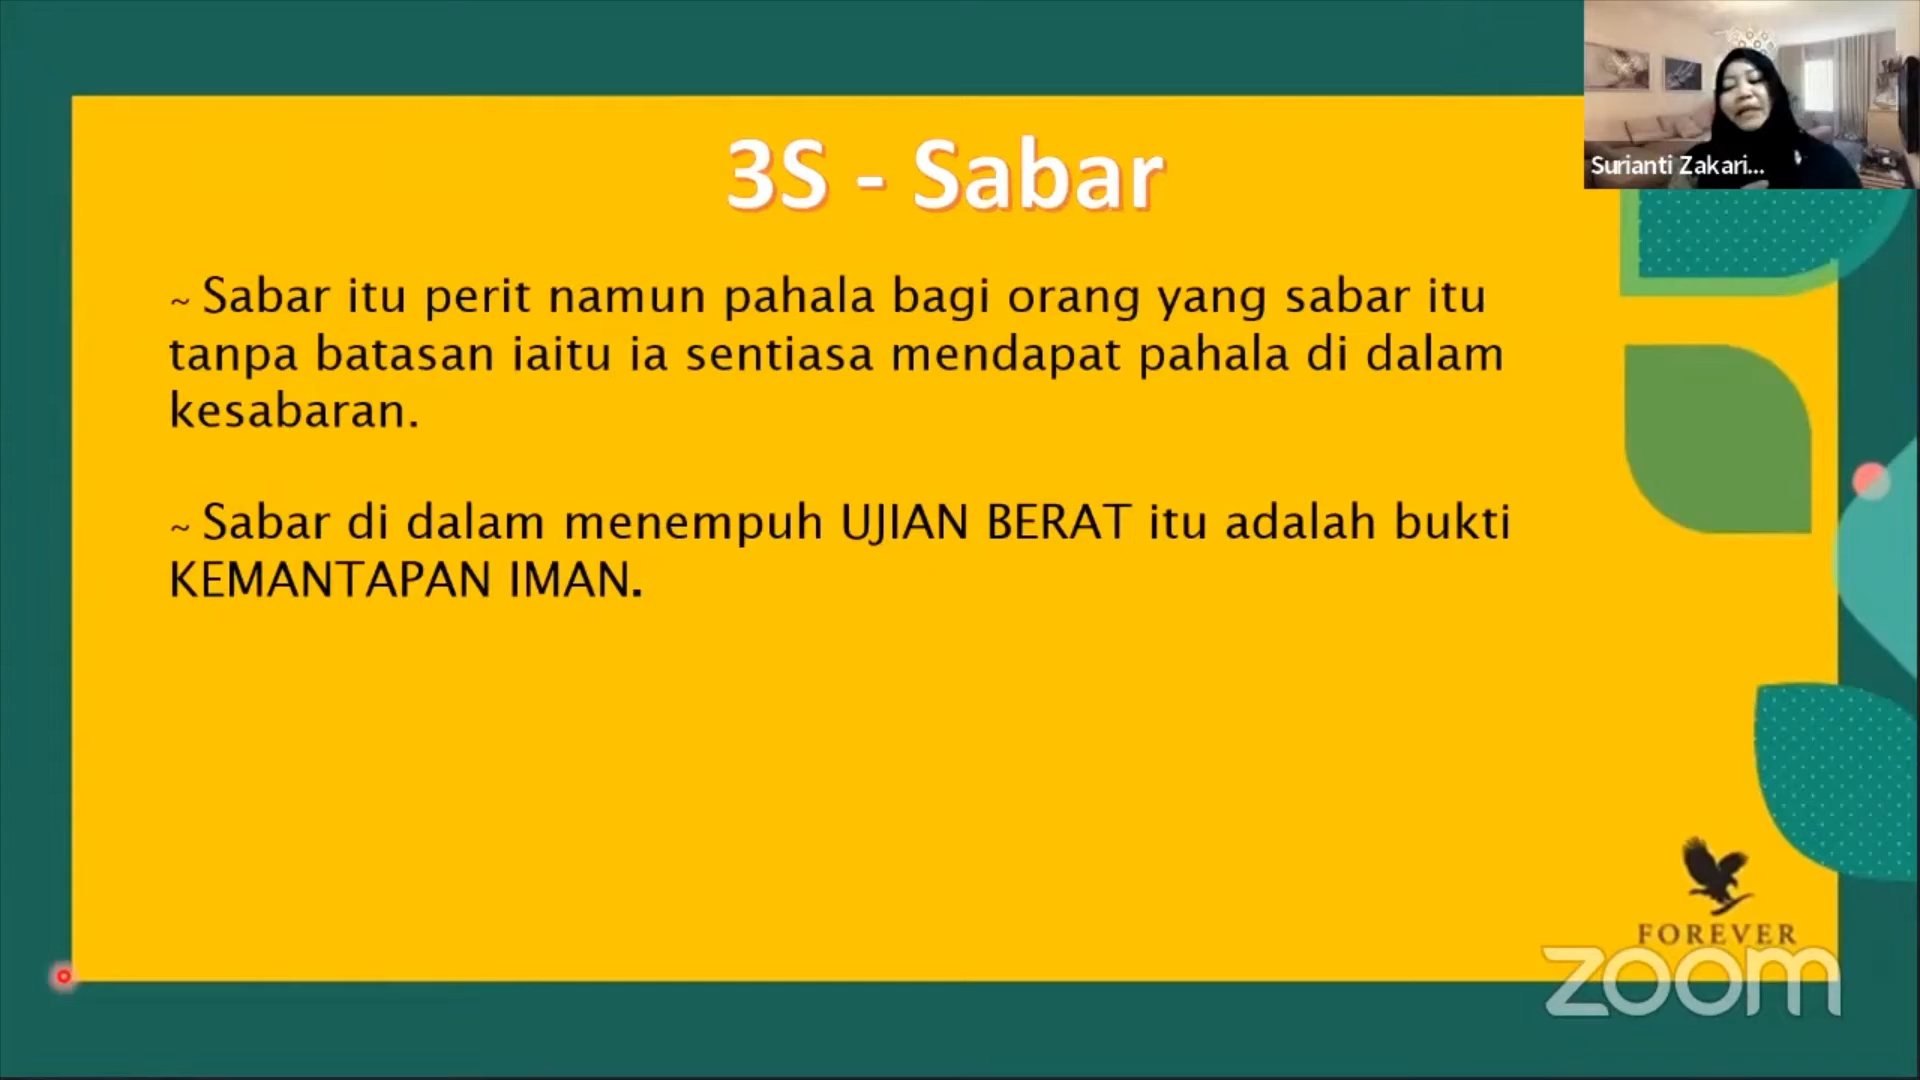 Surianti Zakari...
3S - Sabar
~ Sabar itu perit namun pahala bagi orang yang sabar itu
tanpa batasan iaitu ia sentiasa mendapat pahala di dalam
kesabaran.
~ Sabar di dalam menempuh UJIAN BERAT itu adalah bukti
KEMANTAPAN IMAN.
FOREVER
zoom